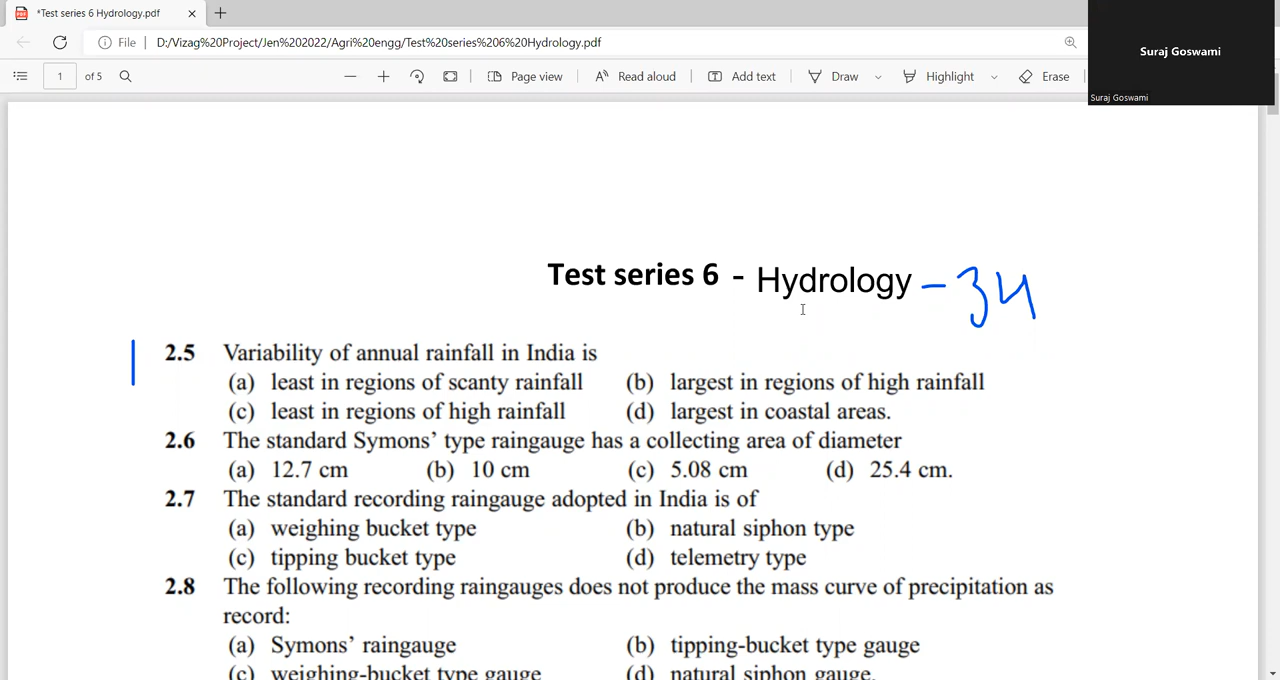 *Test series 6 Hydrology.pdf
File D:/Vizag%20Project/Jen%202022/Agri%20engg/Test%20series%206%20Hydrology.pdf
Suraj Goswami
Suraj Goswami
1 of 5 Page view Read aloud Add text Draw Highlight Erase
Test series 6 - Hydrology - 34
2.5 Variability of annual rainfall in India is
(a) least in regions of scanty rainfall (b) largest in regions of high rainfall
(c) least in regions of high rainfall (d) largest in coastal areas.
2.6 The standard Symons' type raingauge has a collecting area of diameter
(a) 12.7 cm (b) 10 cm (c) 5.08 cm (d) 25.4 cm.
2.7 The standard recording raingauge adopted in India is of
(a) weighing bucket type (b) natural siphon type
(c) tipping bucket type (d) telemetry type
2.8 The following recording raingauges does not produce the mass curve of precipitation as
record:
(a) Symons' raingauge (b) tipping-bucket type gauge
(c) weighing-bucket type gauge (d) natural siphon gauge.